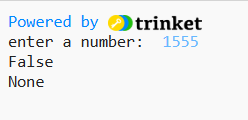 Powered by trinket
enter a number: 1555
False
None